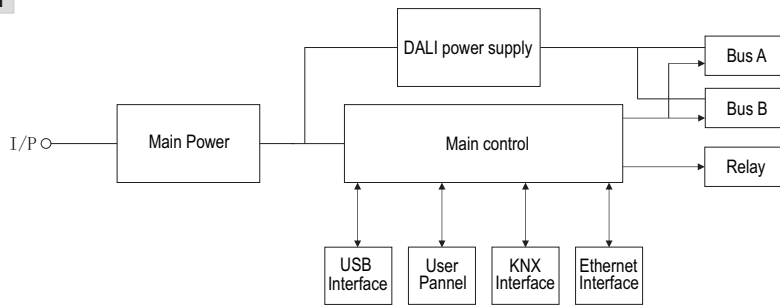 DALI power supply
Bus A
Bus B
I/P
Main Power
Main control
Relay
USB
Interface
User
Pannel
KNX
Interface
Ethernet
Interface